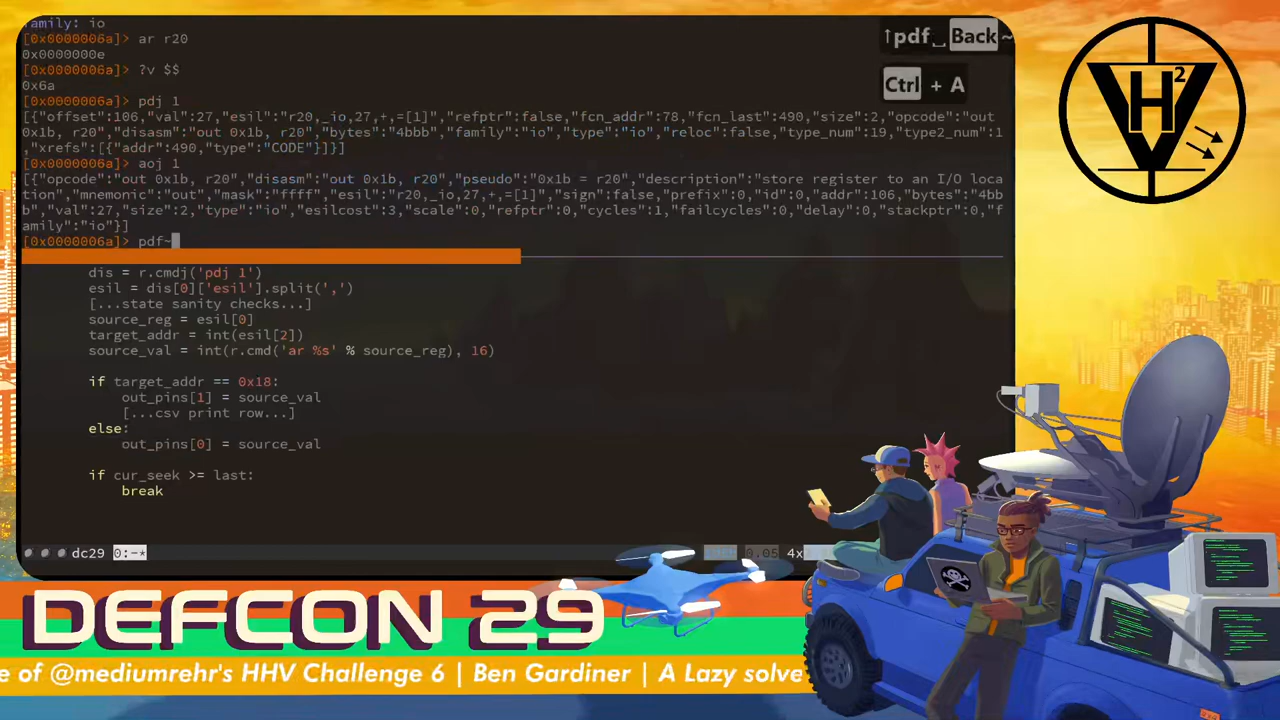 family: io
[0x0000006a]> ar r20
0x0000000e
[0x0000006a]> ?v $$
0x6a
[0x0000006a]> pdj 1
[{"offset":106,"val":27,"esil":"r20,_io,27,+,=[1]","refptr":false,"fcn_addr":78,"fcn_last":490,"size":2,"opcode":"out
0x1b, r20","disasm":"out 0x1b, r20","bytes":"4bbb","family":"io","type":"io","reloc":false,"type_num":19,"type2_num":1
,"xrefs":[{"addr":490,"type":"CODE"}]}]
[0x0000006a]> aoj 1
[{"opcode":"out 0x1b, r20","disasm":"out 0x1b, r20","pseudo":"0x1b = r20","description":"store register to an I/O loca
tion","mnemonic":"out","mask":"ffff","esil":"r20,_io,27,+,=[1]","sign":false,"prefix":0,"id":0,"addr":106,"bytes":"4bb
b","val":27,"size":2,"type":"io","esilcost":3,"scale":0,"refptr":0,"cycles":1,"failcycles":0,"delay":0,"stackptr":0,"f
amily":"io"}]
[0x0000006a]> pdf~
↑pdf␣ Back ~
Ctrl + A
dis = r.cmdj('pdj 1')
esil = dis[0]['esil'].split(',')
[...state sanity checks...]
source_reg = esil[0]
target_addr = int(esil[2])
source_val = int(r.cmd('ar %s' % source_reg), 16)
if target_addr == 0x18:
out_pins[1] = source_val
[...csv print row...]
else:
out_pins[0] = source_val
if cur_seek >= last:
break
dc29 0:-* 0.05 4x
H²
V
DEFCON 29
e of @mediumrehr's HHV Challenge 6 | Ben Gardiner | A Lazy solve